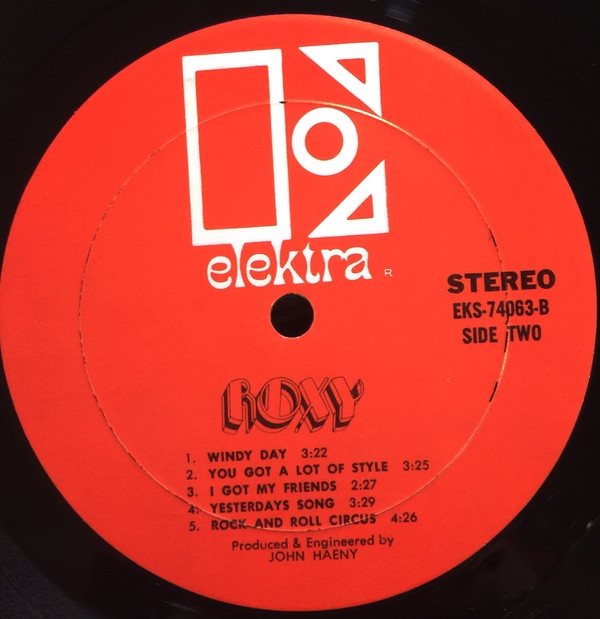 elektra
R
STEREO
EKS-74063-B
SIDE TWO
ROXY
1. WINDY DAY 3:22
2. YOU GOT A LOT OF STYLE 3:25
3. I GOT MY FRIENDS 2:27
4. YESTERDAYS SONG 3:29
5. ROCK AND ROLL CIRCUS 4:26
Produced & Engineered by
JOHN HAENY